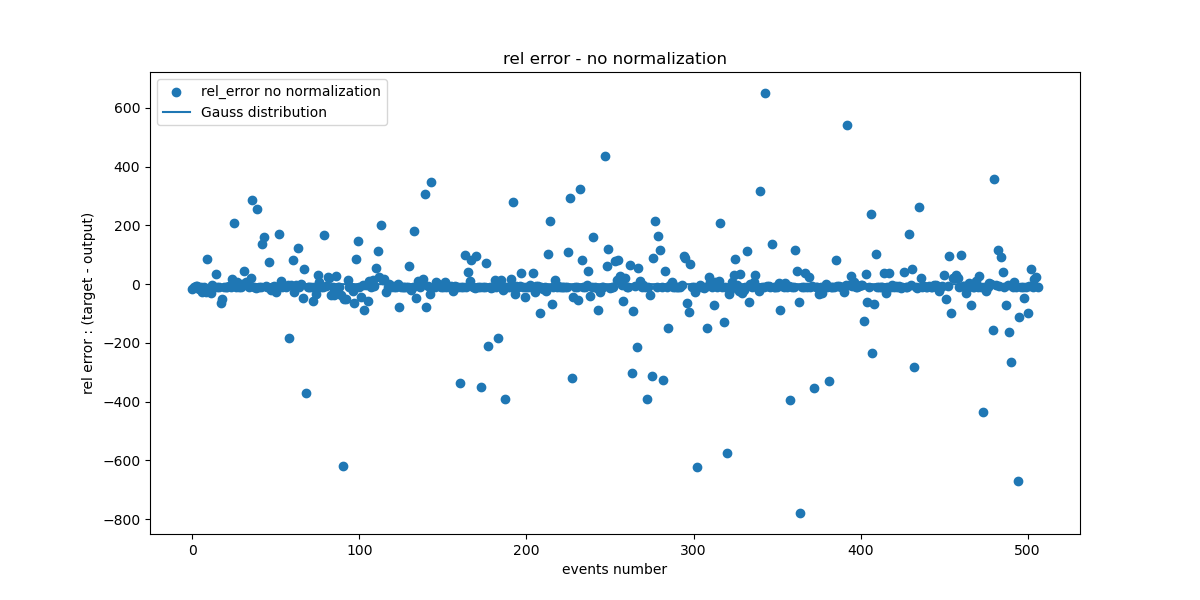 rel error - no normalization
rel_error no normalization
Gauss distribution
600
400
200
0
−200
−400
−600
−800
rel error : (target - output)
0
100
200
300
400
500
events number